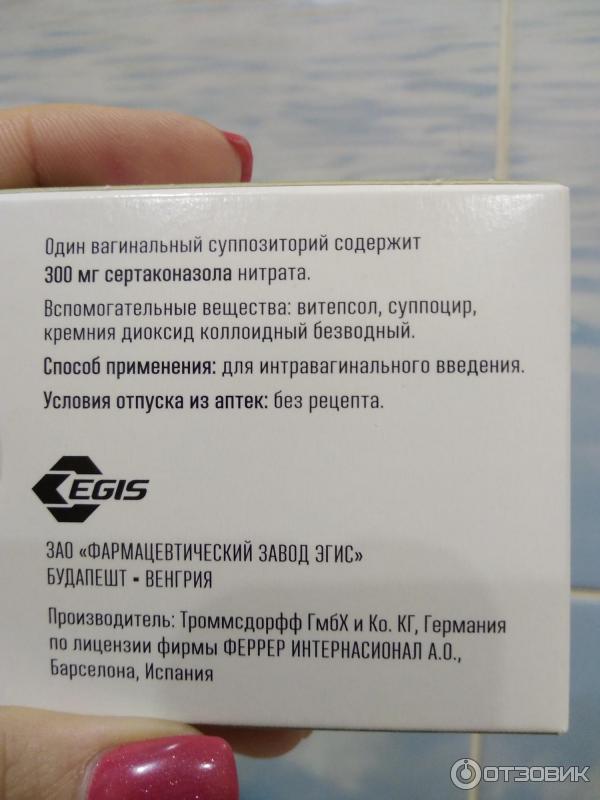 Один вагинальный суппозиторий содержит
300 мг сертаконазола нитрата.
Вспомогательные вещества: витепсол, суппоцир,
кремния диоксид коллоидный безводный.
Способ применения: для интравагинального введения.
Условия отпуска из аптек: без рецепта.
EGIS
ЗАО «ФАРМАЦЕВТИЧЕСКИЙ ЗАВОД ЭГИС»
БУДАПЕШТ ▪ ВЕНГРИЯ
Производитель: Троммсдорфф ГмбХ и Ко. КГ, Германия
по лицензии фирмы ФЕРРЕР ИНТЕРНАСИОНАЛ А.О.,
Барселона, Испания
ОТЗОВИК